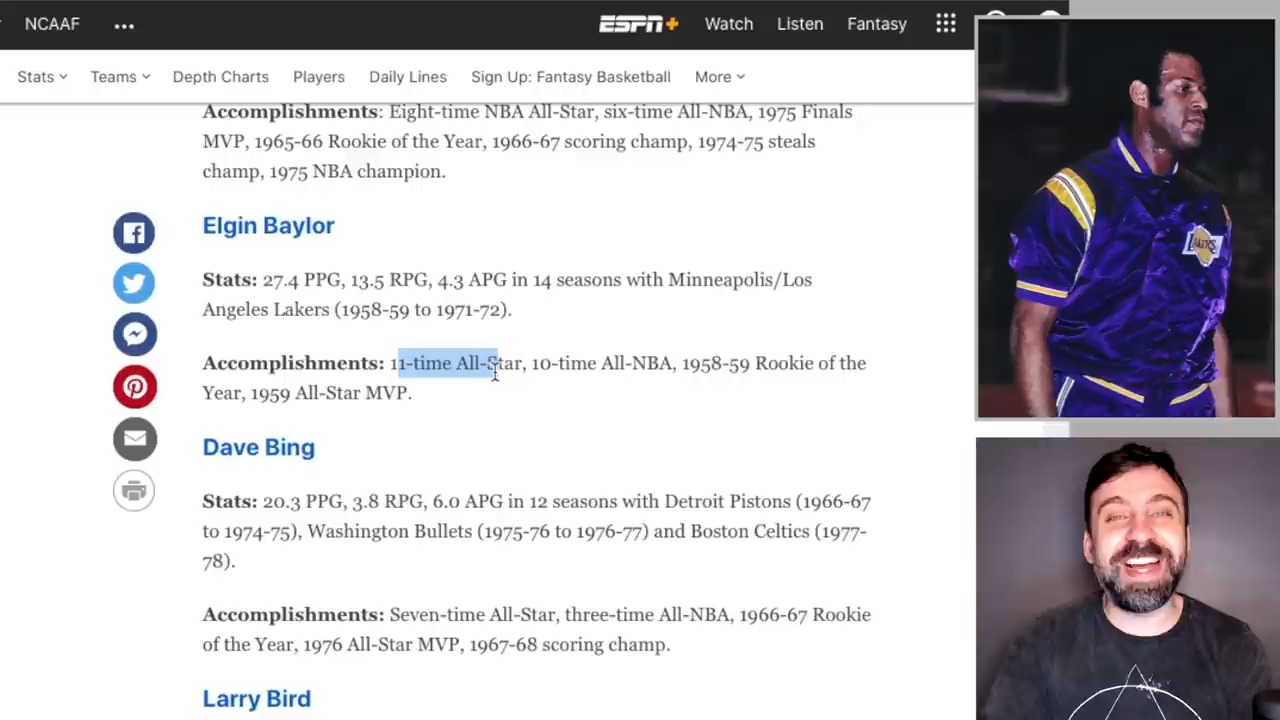 NCAAF ••• ESPN+ Watch Listen Fantasy
Stats Teams Depth Charts Players Daily Lines Sign Up: Fantasy Basketball More
Accomplishments: Eight-time NBA All-Star, six-time All-NBA, 1975 Finals
MVP, 1965-66 Rookie of the Year, 1966-67 scoring champ, 1974-75 steals
champ, 1975 NBA champion.
Elgin Baylor
Stats: 27.4 PPG, 13.5 RPG, 4.3 APG in 14 seasons with Minneapolis/Los
Angeles Lakers (1958-59 to 1971-72).
Accomplishments: 11-time All-Star, 10-time All-NBA, 1958-59 Rookie of the
Year, 1959 All-Star MVP.
Dave Bing
Stats: 20.3 PPG, 3.8 RPG, 6.0 APG in 12 seasons with Detroit Pistons (1966-67
to 1974-75), Washington Bullets (1975-76 to 1976-77) and Boston Celtics (1977-
78).
Accomplishments: Seven-time All-Star, three-time All-NBA, 1966-67 Rookie
of the Year, 1976 All-Star MVP, 1967-68 scoring champ.
Larry Bird
LAKERS